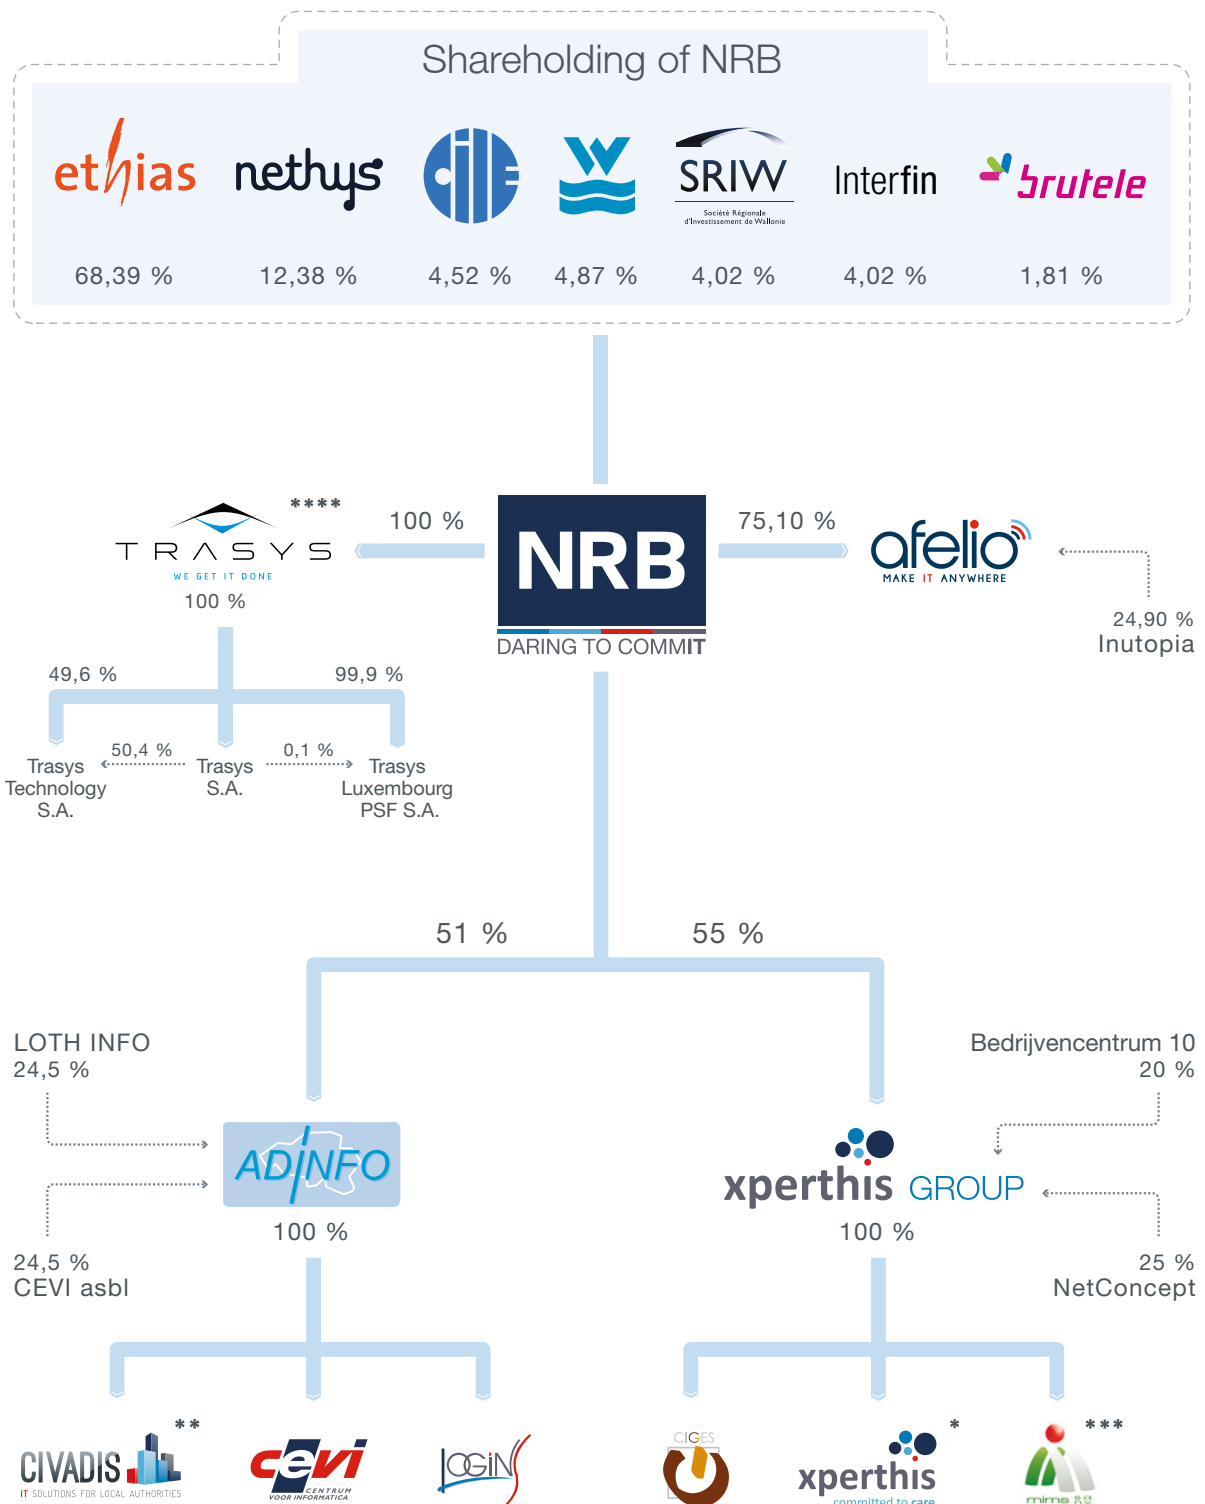 Shareholding of NRB
ethias
nethys
CILE
W
SRIW
Société Régionale
d'Investissement de Wallonie
Interfin
brutele
68,39 %
12,38 %
4,52 %
4,87 %
4,02 %
4,02 %
1,81 %
****
TRASYS
WE GET IT DONE
100 %
100 %
NRB
DARING TO COMMIT
75,10 %
afelio
MAKE IT ANYWHERE
24,90 %
Inutopia
49,6 %
99,9 %
50,4 %
0,1 %
Trasys
Technology
S.A.
Trasys
S.A.
Trasys
Luxembourg
PSF S.A.
51 %
55 %
LOTH INFO
24,5 %
Bedrijvencentrum 10
20 %
ADINFO
xperthis GROUP
100 %
100 %
24,5 %
CEVI asbl
25 %
NetConcept
**
CIVADIS
IT SOLUTIONS FOR LOCAL AUTHORITIES
cevi
CENTRUM
VOOR INFORMATICA
LOGINS
CIGES
*
xperthis
committed to care
***
mims s.a.